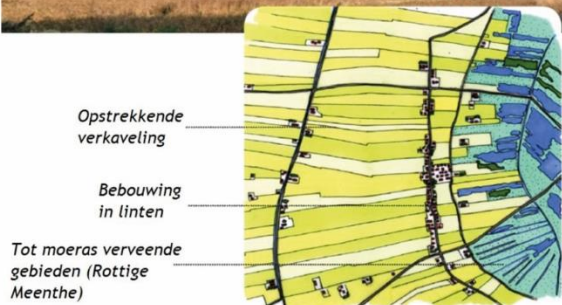 Opstrekkende
verkaveling
Bebouwing
in linten
Tot moeras verveende
gebieden (Rottige
Meenthe)